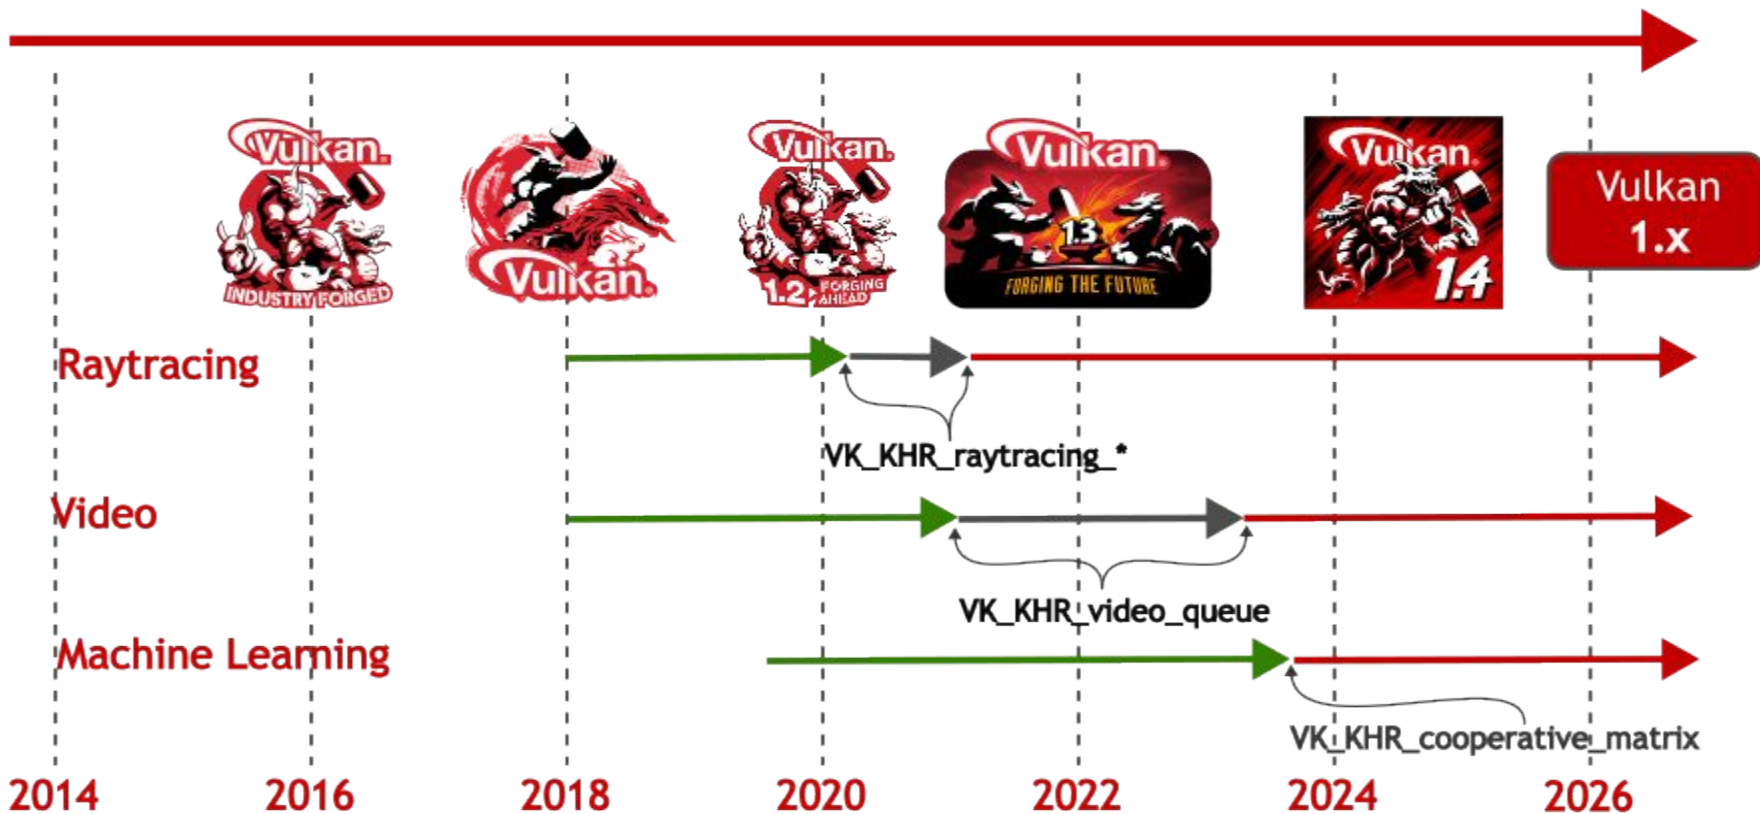 Vulkan.
INDUSTRY FORGED
Vulkan.
Vulkan.
1.2 FORGING
AHEAD
Vulkan.
1.3
FORGING THE FUTURE
Vulkan.
1.4
Vulkan
1.x
Raytracing
VK_KHR_raytracing_*
Video
VK_KHR_video_queue
Machine Learning
VK_KHR_cooperative_matrix
2014 2016 2018 2020 2022 2024 2026